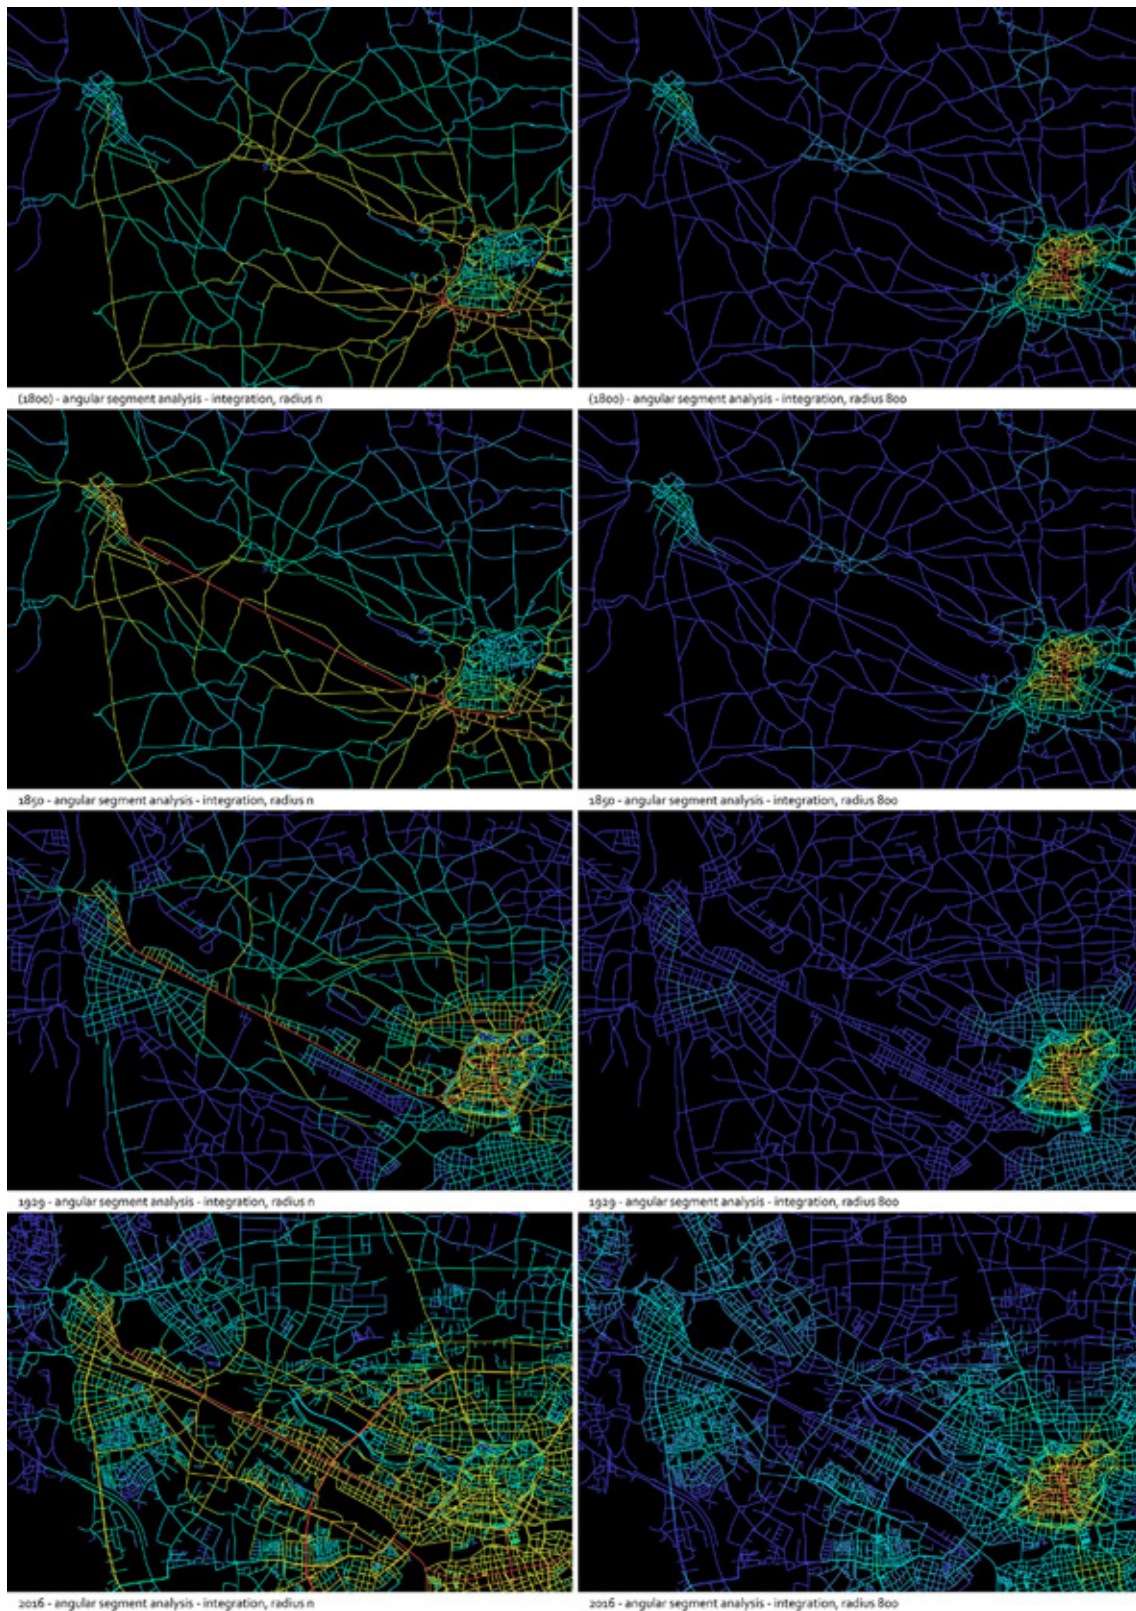 (1800) - angular segment analysis - integration, radius n
(1800) - angular segment analysis - integration, radius 800
1850 - angular segment analysis - integration, radius n
1850 - angular segment analysis - integration, radius 800
1929 - angular segment analysis - integration, radius n
1929 - angular segment analysis - integration, radius 800
2016 - angular segment analysis - integration, radius n
2016 - angular segment analysis - integration, radius 800